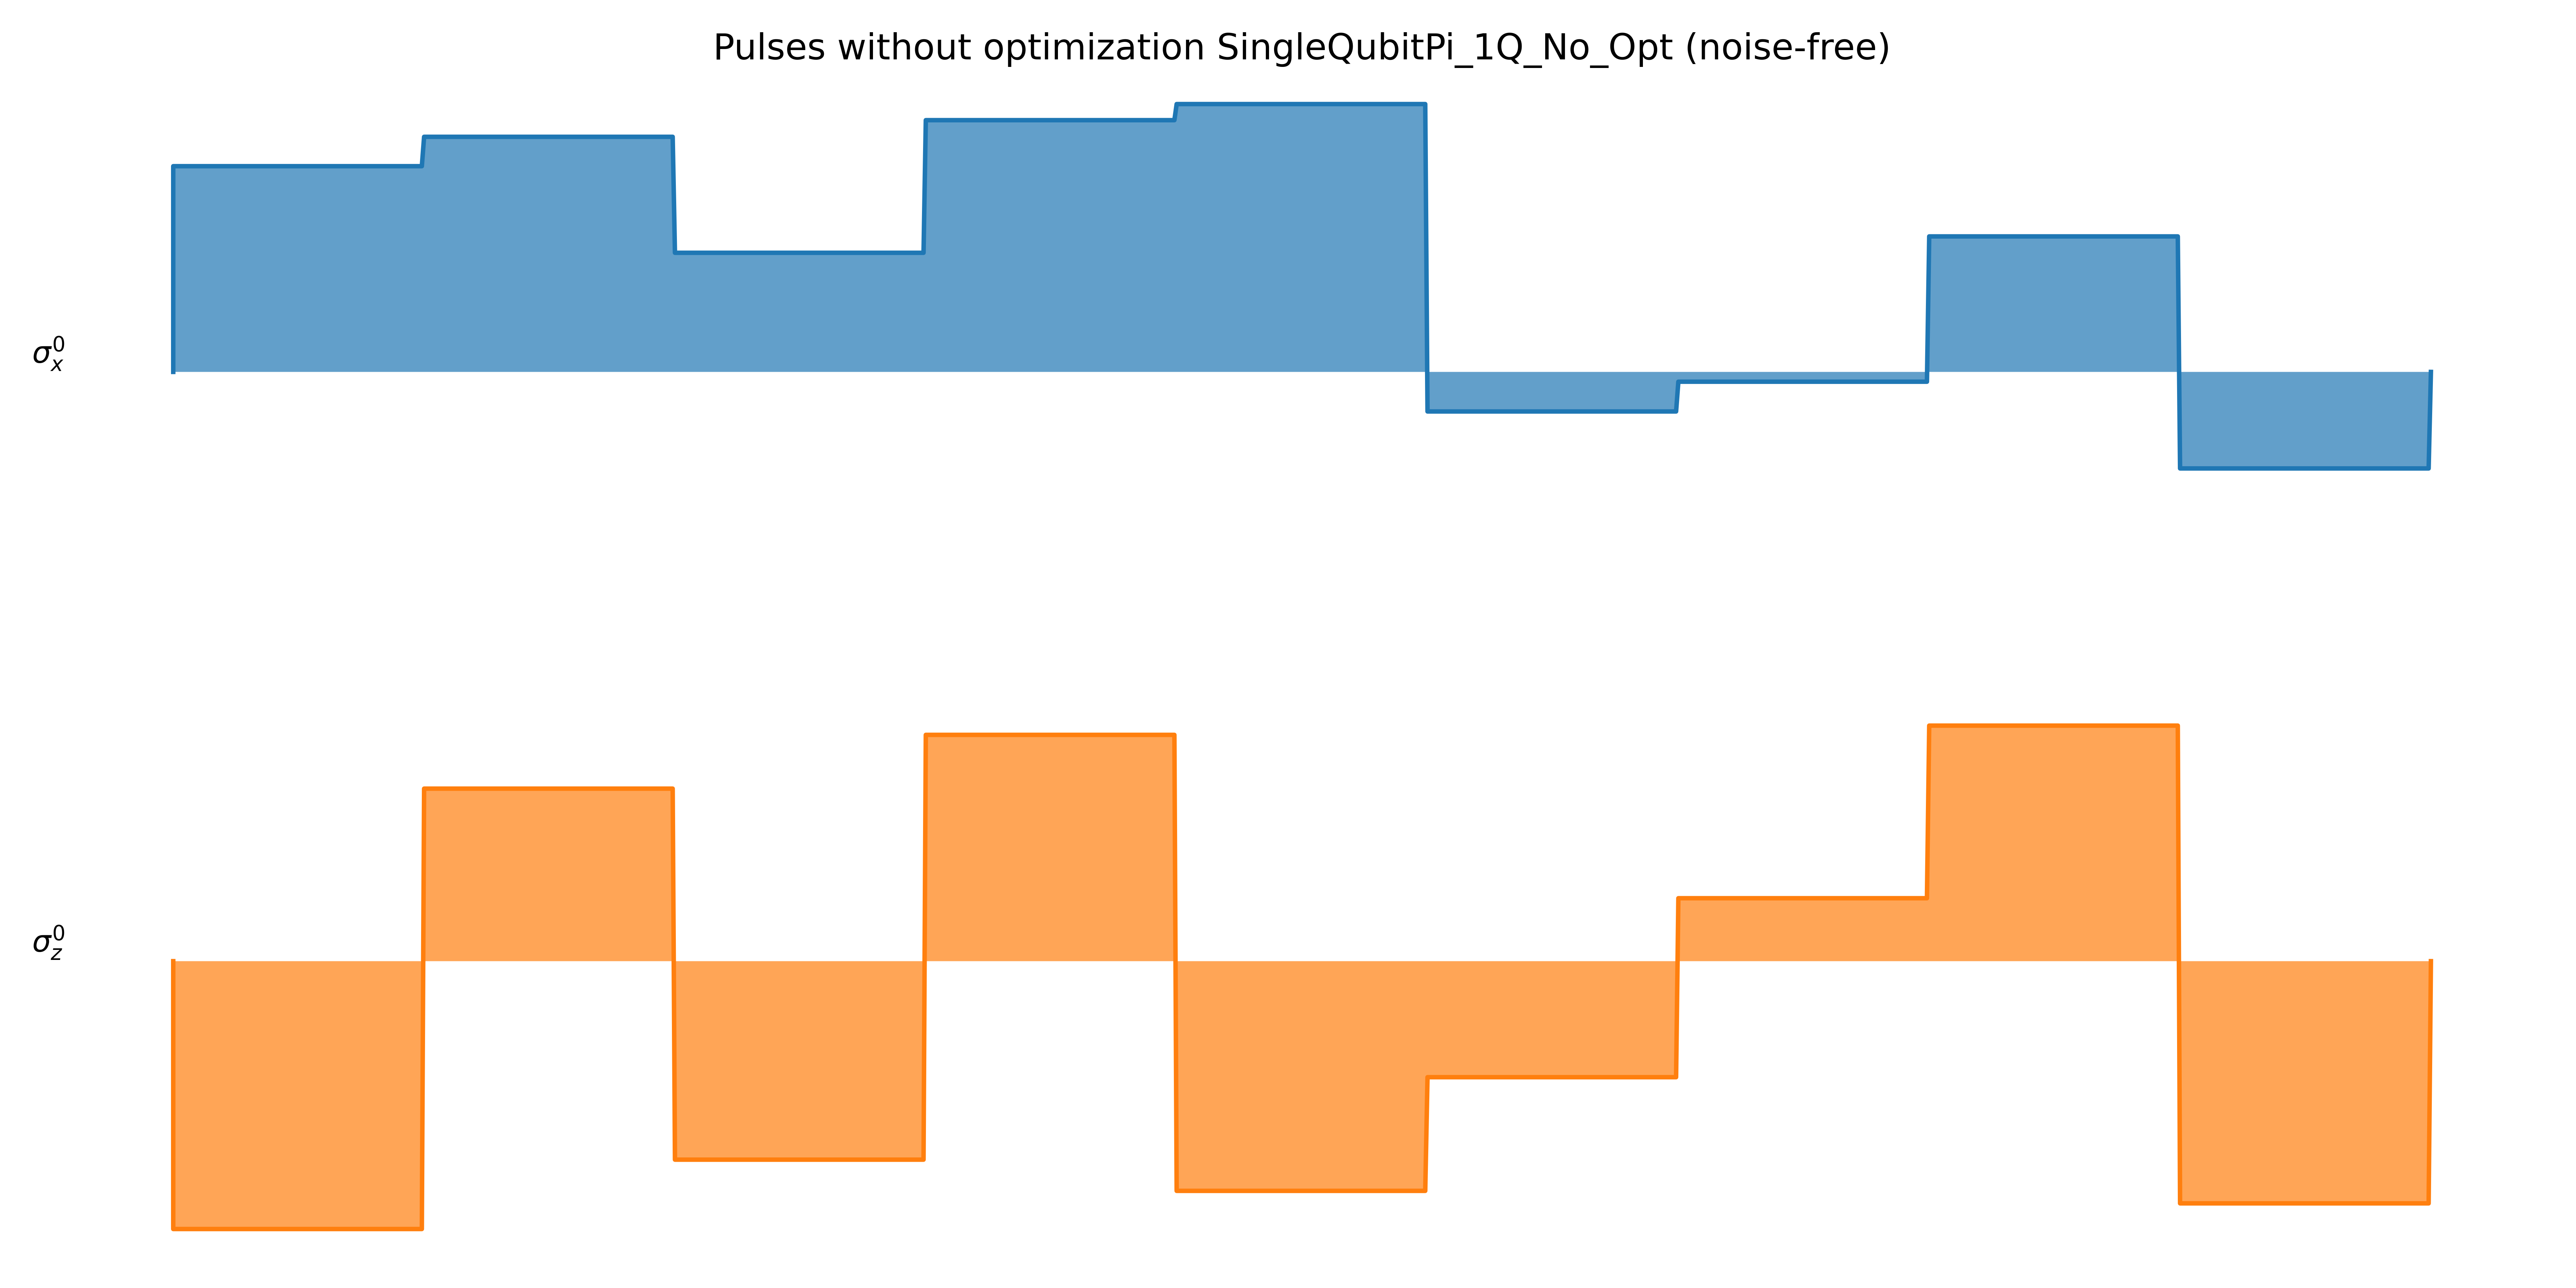 Pulses without optimization SingleQubitPi_1Q_No_Opt (noise-free)
σ_x^0
σ_z^0